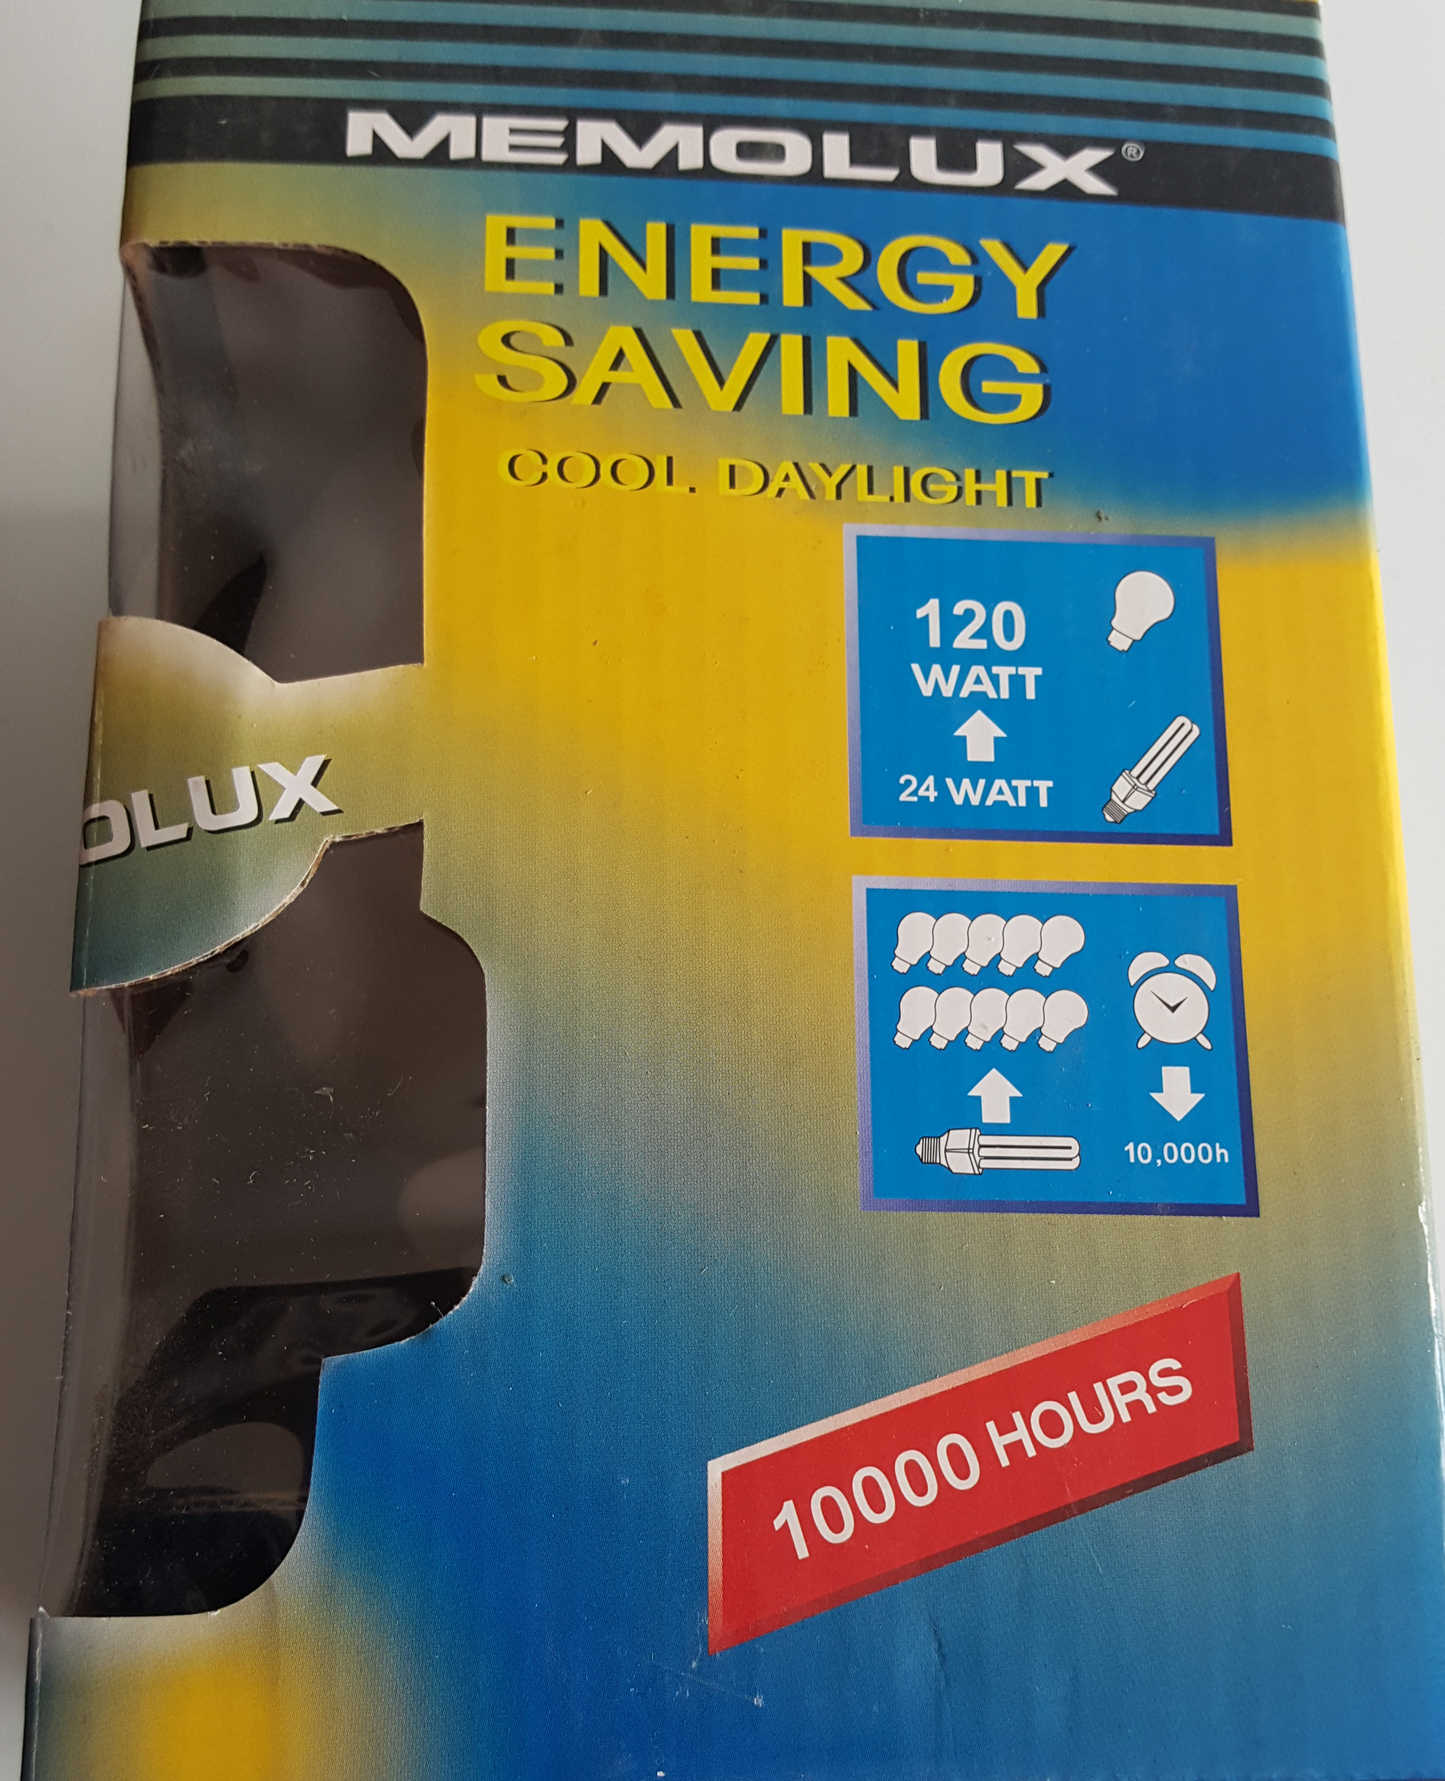 MEMOLUX®
ENERGY
SAVING
COOL DAYLIGHT
120
WATT
24 WATT
OLUX
10,000h
10000 HOURS